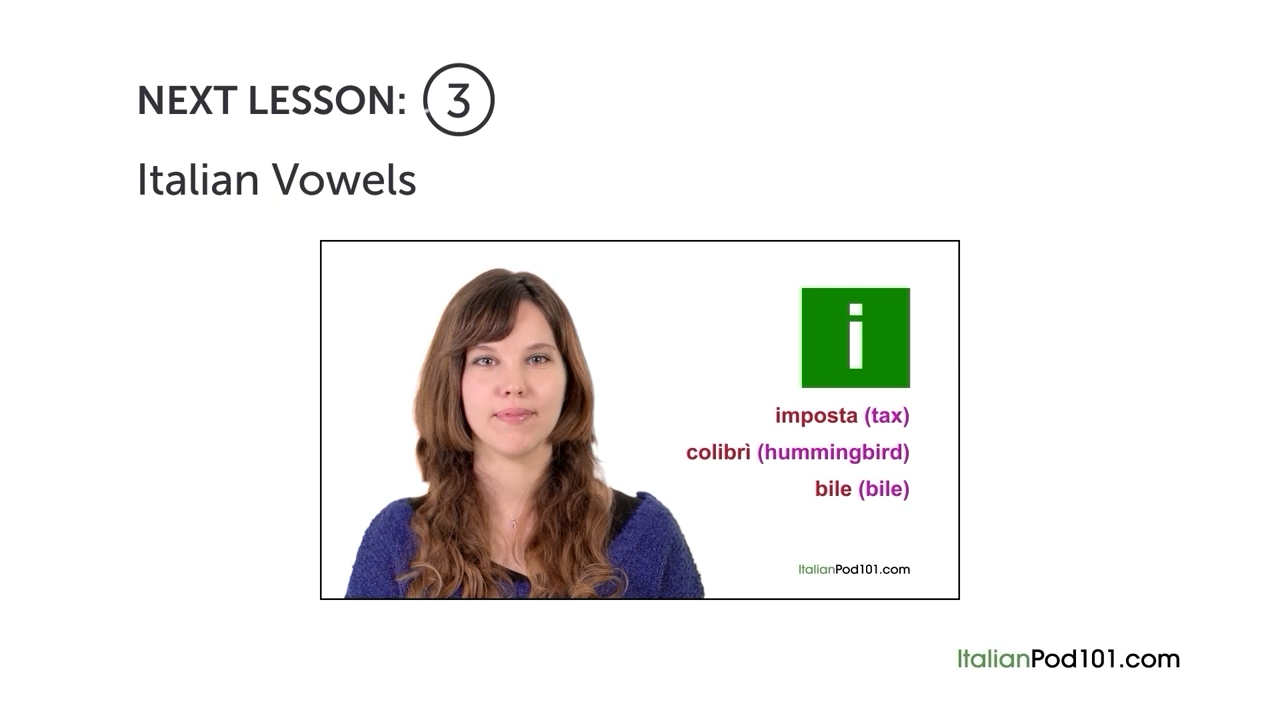 NEXT LESSON: 3
Italian Vowels
i
imposta (tax)
colibrì (hummingbird)
bile (bile)
ItalianPod101.com
ItalianPod101.com